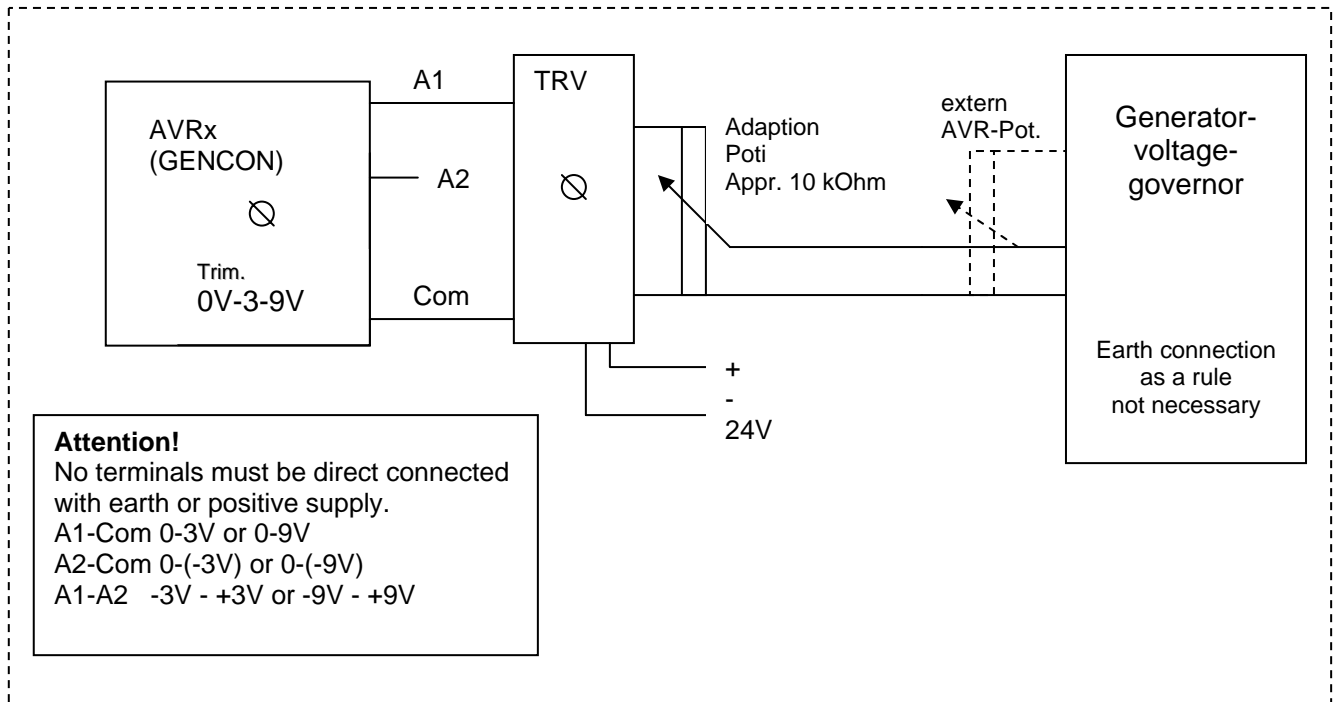 AVRx
(GENCON)
Trim.
0V-3-9V
A1
A2
Com
TRV
Adaption
Poti
Appr. 10 kOhm
extern
AVR-Pot.
Generator-
voltage-
governor
Earth connection
as a rule
not necessary
+
-
24V
Attention!
No terminals must be direct connected
with earth or positive supply.
A1-Com 0-3V or 0-9V
A2-Com 0-(-3V) or 0-(-9V)
A1-A2 -3V - +3V or -9V - +9V